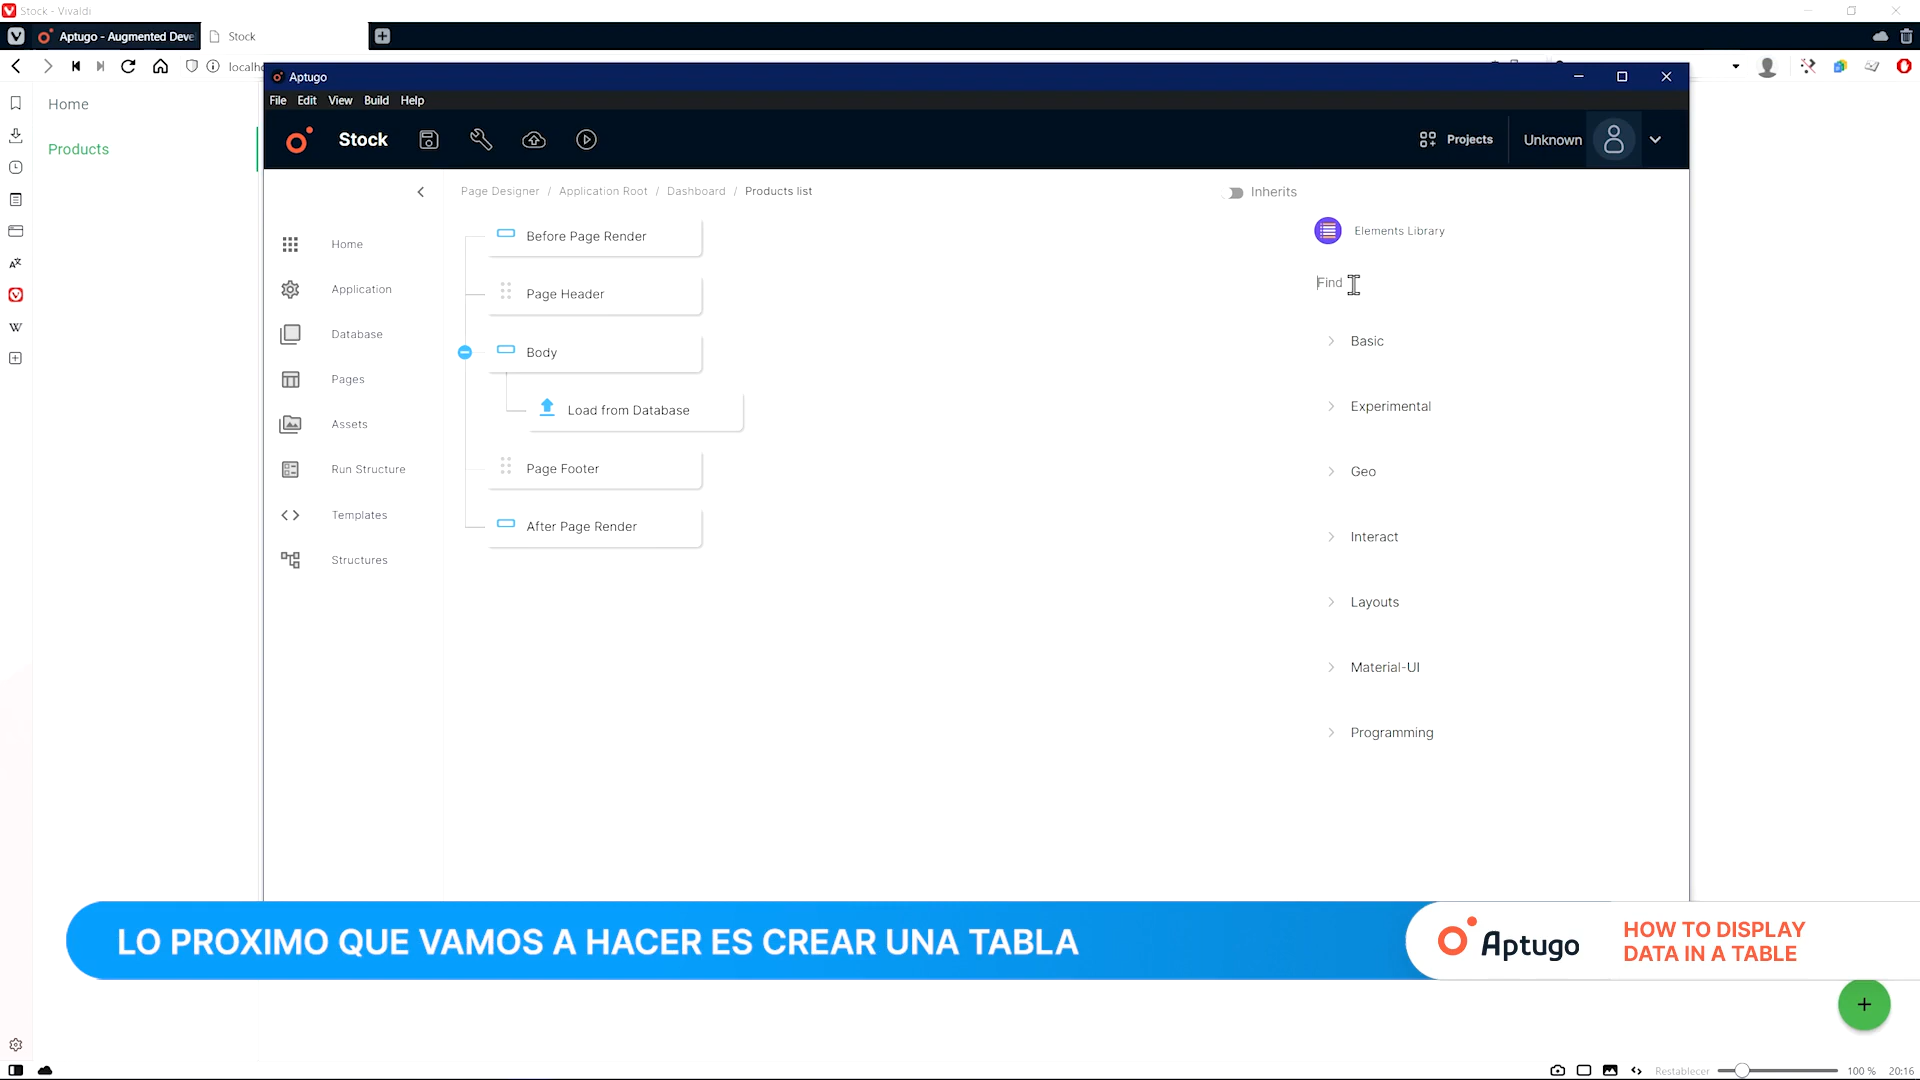 Stock - Vivaldi
Aptugo - Augmented Deve
Stock
localh
Home
Products
Aptugo
File Edit View Build Help
Stock
Projects
Unknown
Page Designer / Application Root / Dashboard / Products list
Inherits
Home
Application
Database
Pages
Assets
Run Structure
Templates
Structures
Before Page Render
Page Header
Body
Load from Database
Page Footer
After Page Render
Elements Library
Find
Basic
Experimental
Geo
Interact
Layouts
Material-UI
Programming
LO PROXIMO QUE VAMOS A HACER ES CREAR UNA TABLA
Aptugo
HOW TO DISPLAY
DATA IN A TABLE
Restablecer
100 %
20:16